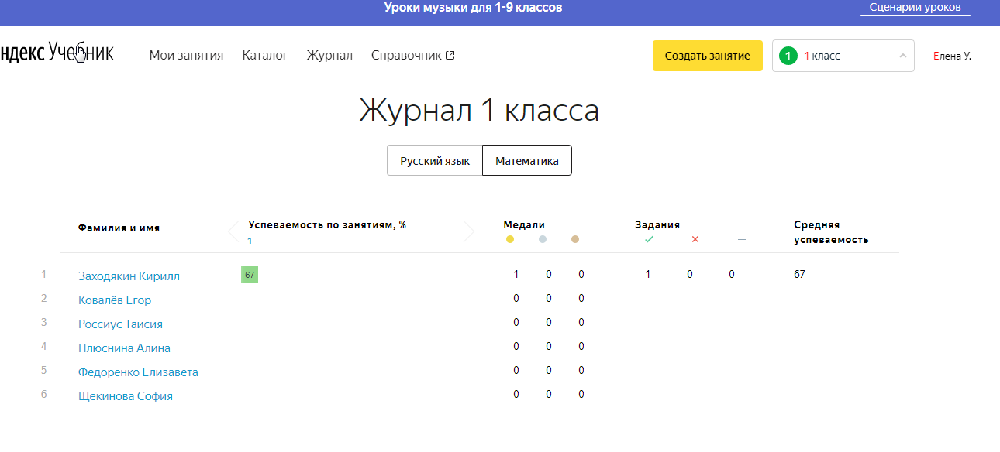 Уроки музыки для 1-9 классов
Сценарии уроков
ндекс Учебник
Мои занятия Каталог Журнал Справочник
Создать занятие
1 1 класс
Елена У.
Журнал 1 класса
Русский язык Математика
Фамилия и имя Успеваемость по занятиям, % Медали Задания Средняя успеваемость
1
1 Заходякин Кирилл 67 1 0 0 1 0 0 67
2 Ковалёв Егор 0 0 0
3 Россиус Таисия 0 0 0
4 Плюснина Алина 0 0 0
5 Федоренко Елизавета 0 0 0
6 Щекинова София 0 0 0